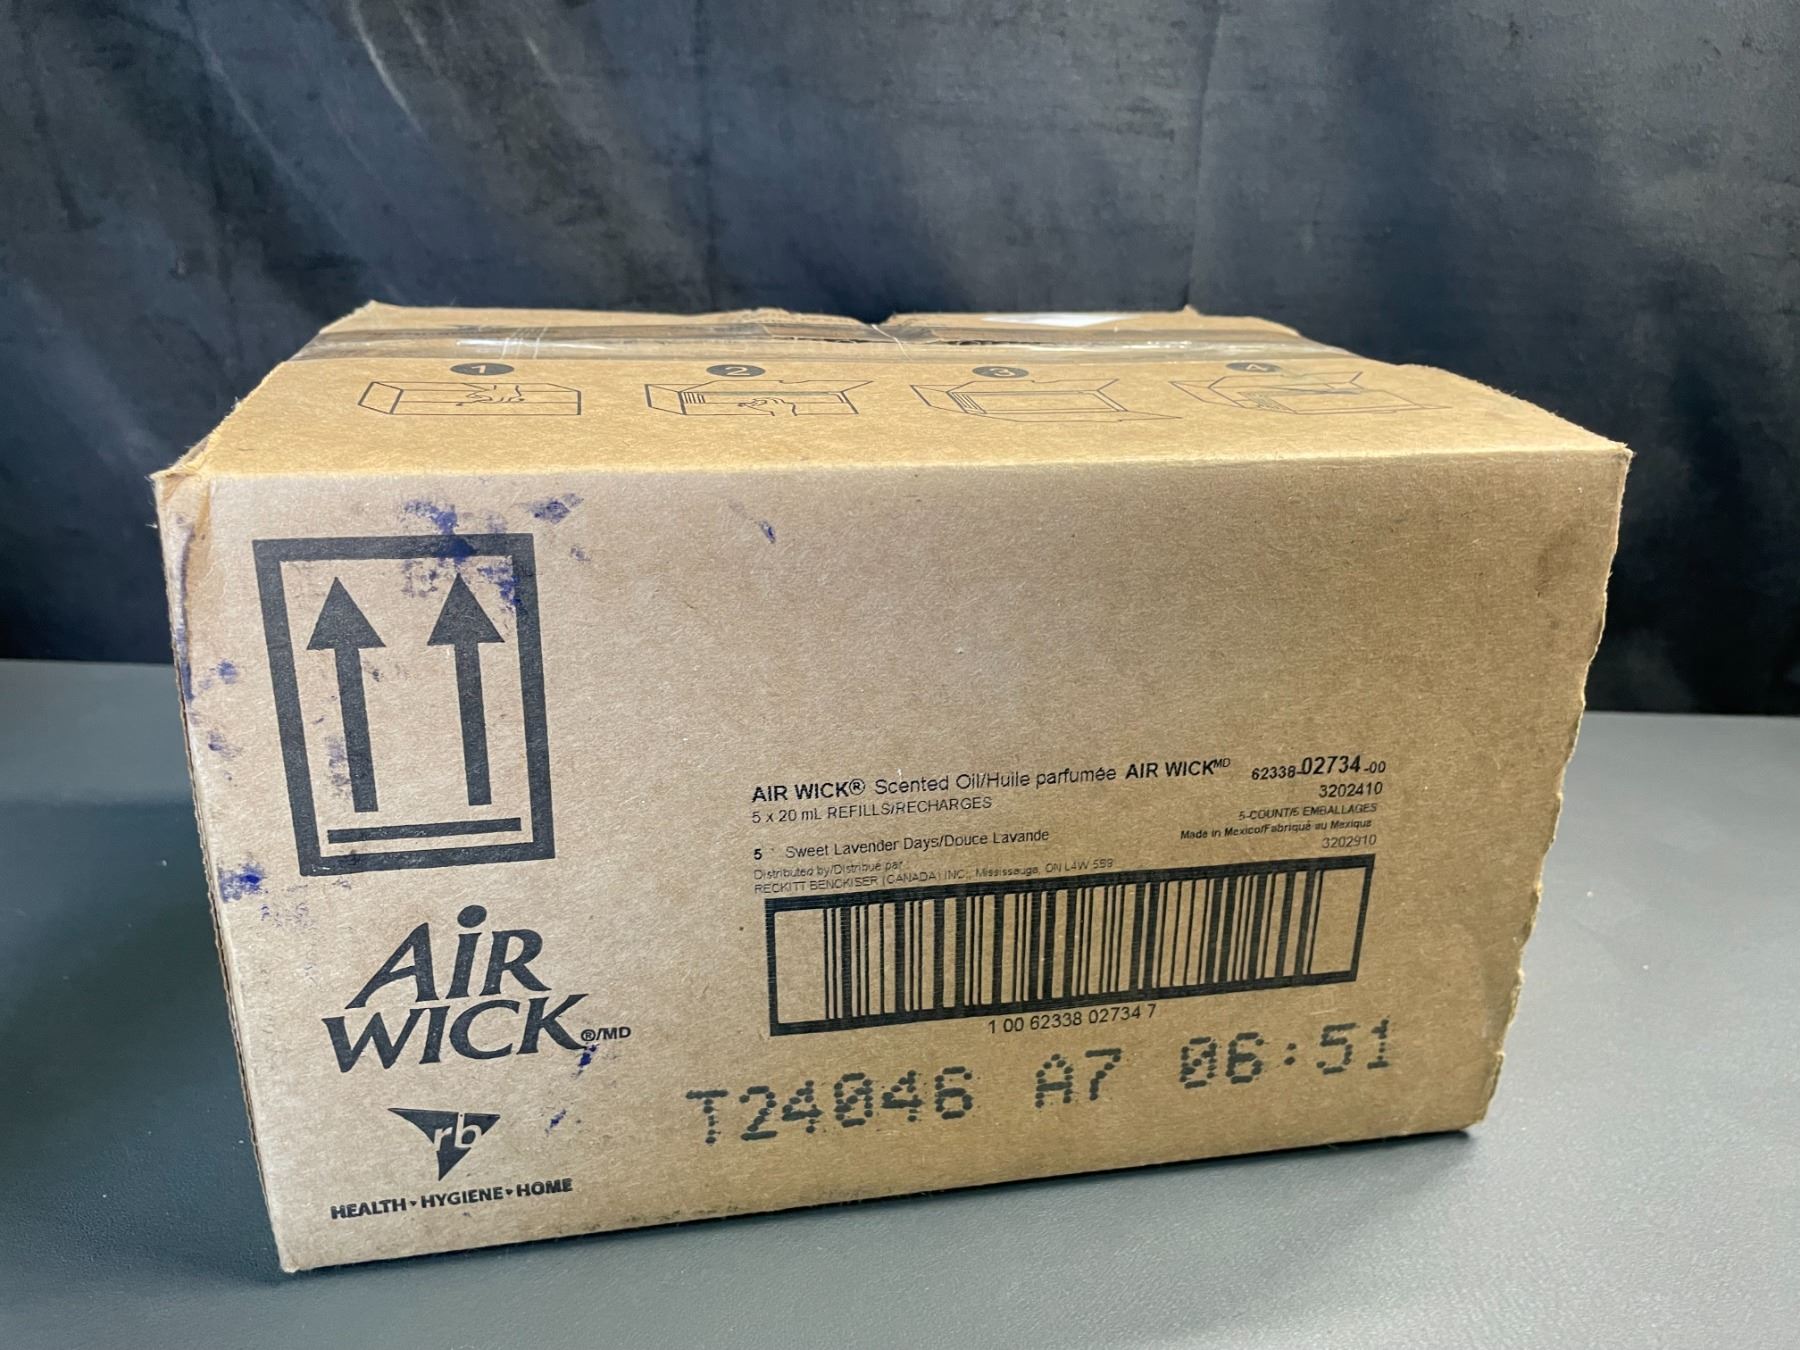 1 2 3 4
AIR WICK® Scented Oil/Huile parfumée AIR WICKᴹᴰ 62338-02734-00
5 x 20 mL REFILLS/RECHARGES 3202410
5-COUNT/5 EMBALLAGES
5 Sweet Lavender Days/Douce Lavande Made in Mexico/Fabriqué au Mexique
Distributed by/Distribué par: 3202910
RECKITT BENCKISER (CANADA) INC., Mississauga, ON L4W 5S9
1 00 62338 02734 7
AiR
WICK®/MD
T24046 A7 06:51
rb
HEALTH • HYGIENE • HOME